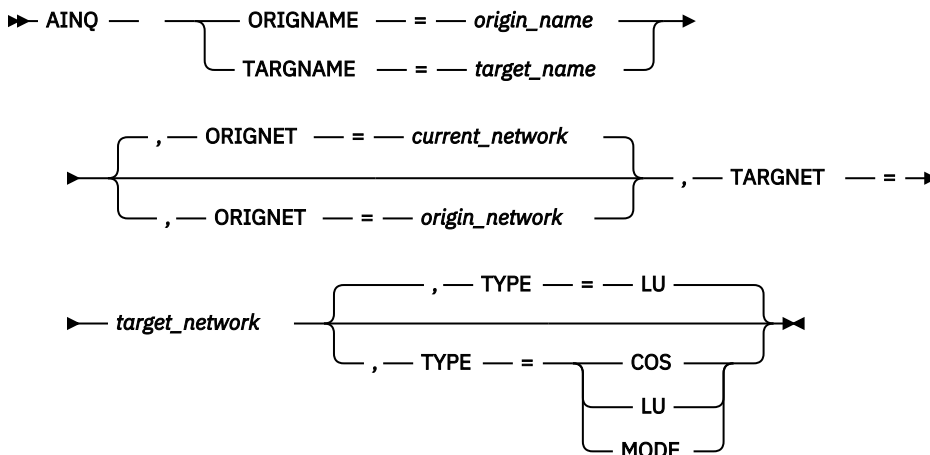 AINQ ORIGNAME = origin_name
TARGNAME = target_name
, ORIGNET = current_network
, TARGNET =
, ORIGNET = origin_network
, TYPE = LU
target_network
, TYPE = COS
LU
MODE